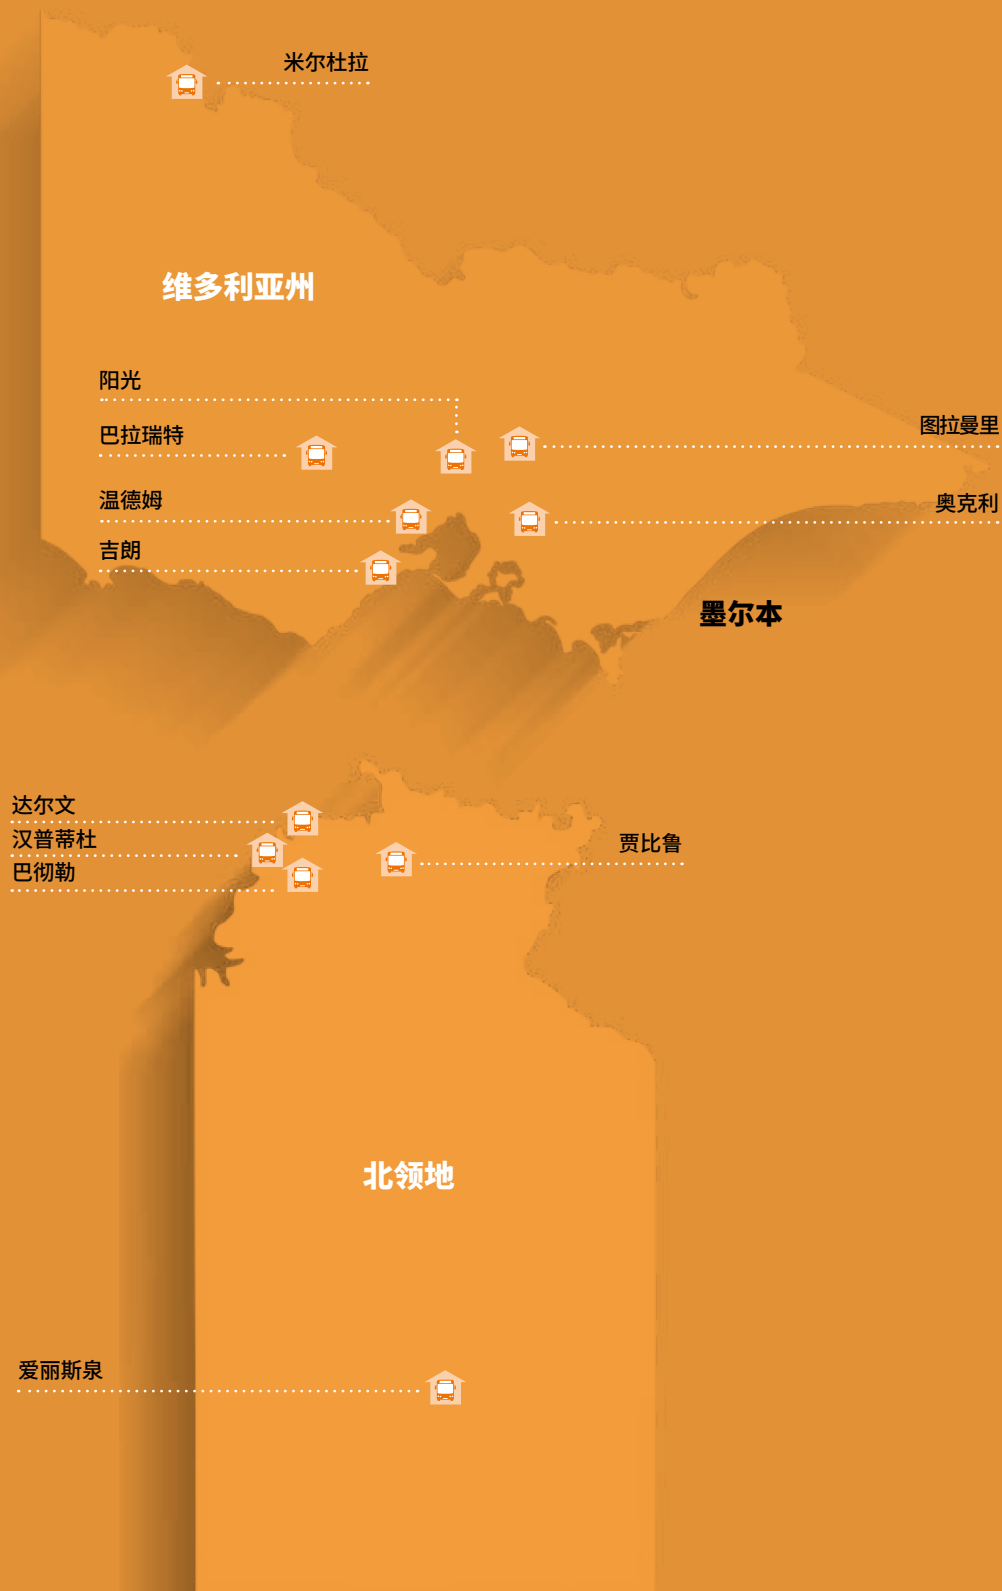 米尔杜拉
维多利亚州
阳光
图拉曼里
巴拉瑞特
温德姆
奥克利
吉朗
墨尔本
达尔文
汉普蒂杜
贾比鲁
巴彻勒
北领地
爱丽斯泉